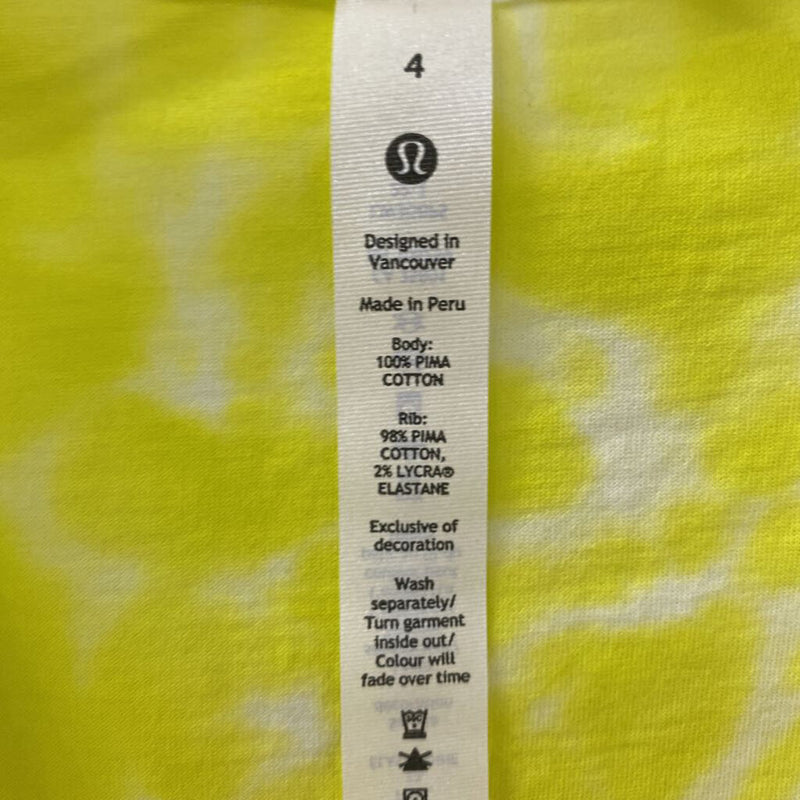 4
Designed in
Vancouver
Made in Peru
Body:
100% PIMA
COTTON
Rib:
98% PIMA
COTTON,
2% LYCRA®
ELASTANE
Exclusive of
decoration
Wash
separately/
Turn garment
inside out/
Colour will
fade over time